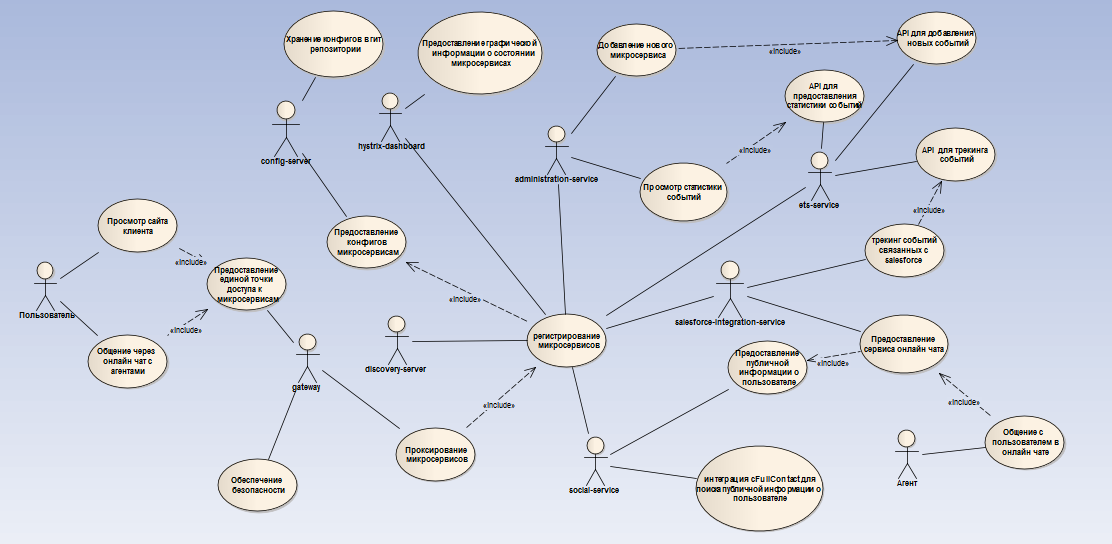 Хранение конфигов в гит
репозитории
Предоставление графической
информации о состоянии
микросервисах
Добавление нового
микросервиса
«include»
API для добавления
новых событий
API для
предоставления
статистики событий
config-server
hystrix-dashboard
administration-service
«include»
API для трекинга
событий
Просмотр статистики
событий
ets-service
«include»
Просмотр сайта
клиента
«include»
Предоставление
конфигов
микросервисам
трекинг событий
связанных с
salesforce
Предоставление
единой точки
доступа к
микросервисам
Пользователь
«include»
«include»
salesforce-integration-service
регистрирование
микросервисов
Предоставление
сервиса онлайн чата
Общение через
онлайн чат с
агентами
discovery-server
Предоставление
публичной
информации о
пользователе
«include»
gateway
«include»
«include»
Проксирование
микросервисов
Общение с
пользователем в
онлайн чате
Обеспечение
безопасности
social-service
интеграция с FullContact для
поиска публичной информации о
пользователе
Агент